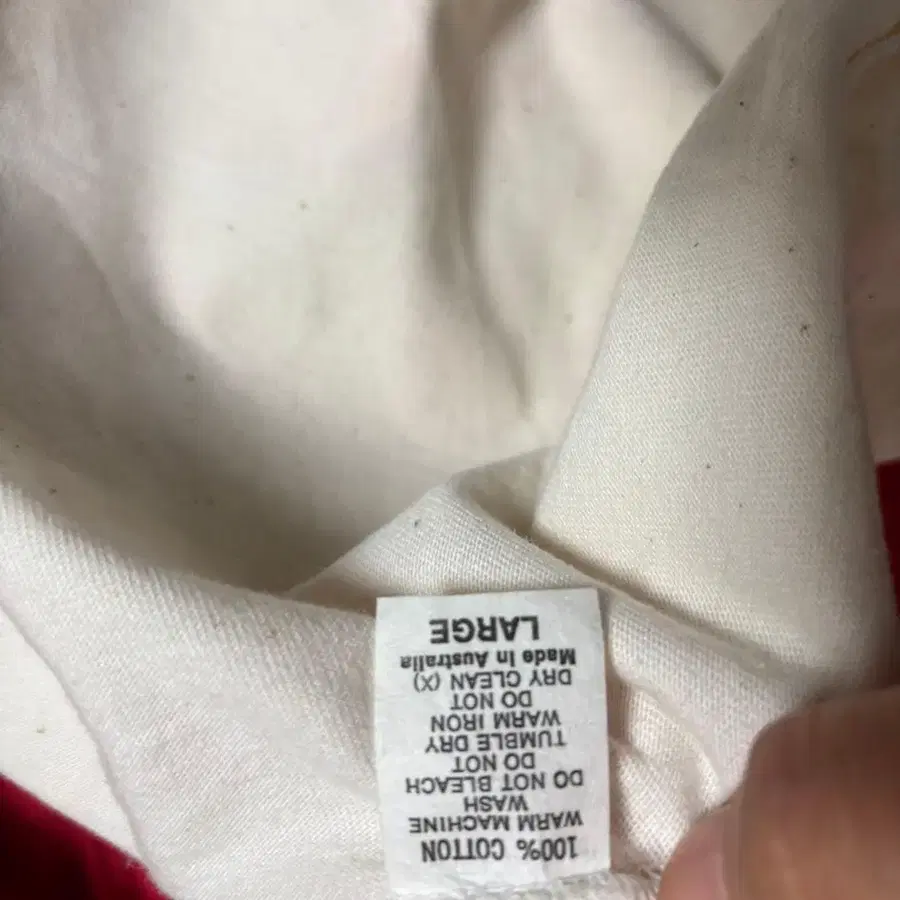 100% COTTON
WARM MACHINE
WASH
DO NOT BLEACH
DO NOT
TUMBLE DRY
WARM IRON
DO NOT
DRY CLEAN (X)
Made In Australia
LARGE